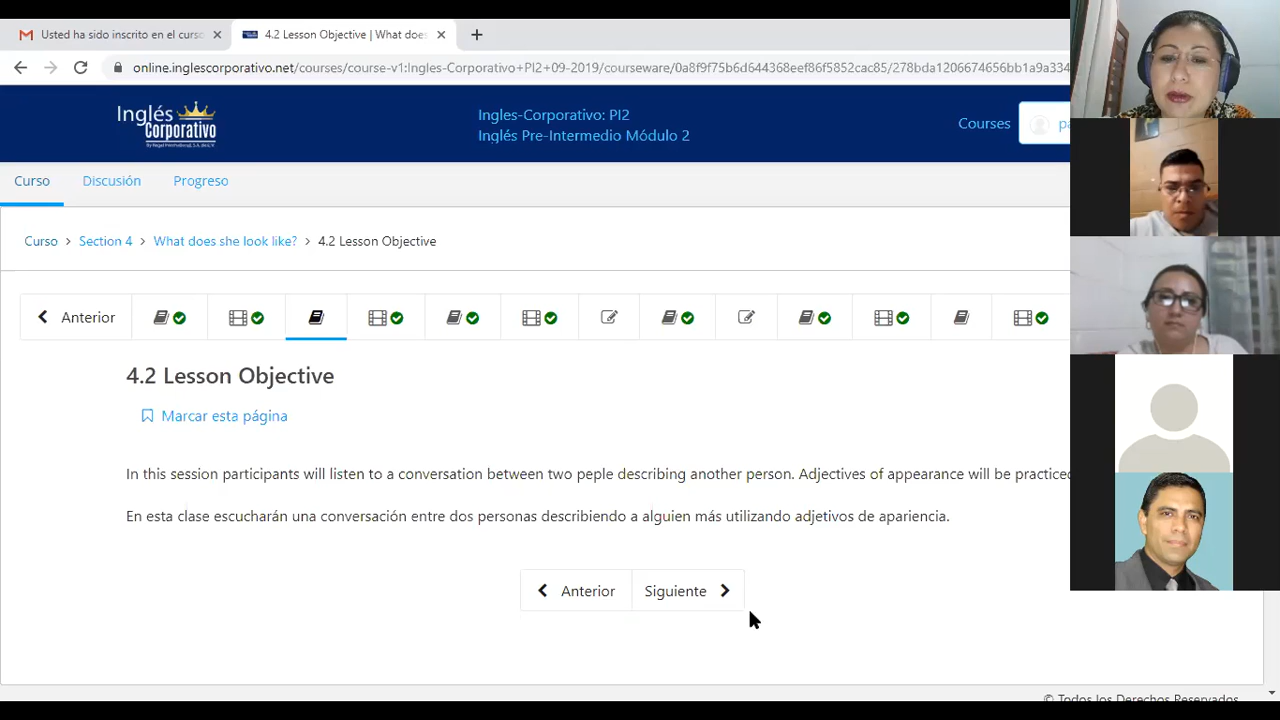 Usted ha sido inscrito en el curso
4.2 Lesson Objective | What does
online.inglescorporativo.net/courses/course-v1:Ingles-Corporativo+PI2+09-2019/courseware/0a8f9f75b6d644368eef86f5852cac85/278bda1206674656bb1a9a334
Inglés
Corporativo
Ingles-Corporativo: PI2
Inglés Pre-Intermedio Módulo 2
Courses
pa
Curso
Discusión
Progreso
Curso > Section 4 > What does she look like? > 4.2 Lesson Objective
Anterior
4.2 Lesson Objective
Marcar esta página
In this session participants will listen to a conversation between two peple describing another person. Adjectives of appearance will be practiced
En esta clase escucharán una conversación entre dos personas describiendo a alguien más utilizando adjetivos de apariencia.
Anterior
Siguiente
© Todos los Derechos Reservados